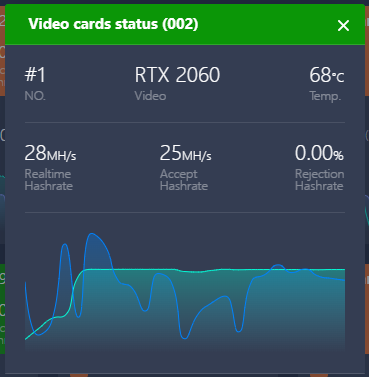 Video cards status (002)
#1 RTX 2060 68°C
NO. Video Temp.
28MH/s 25MH/s 0.00%
Realtime Accept Rejection
Hashrate Hashrate Hashrate